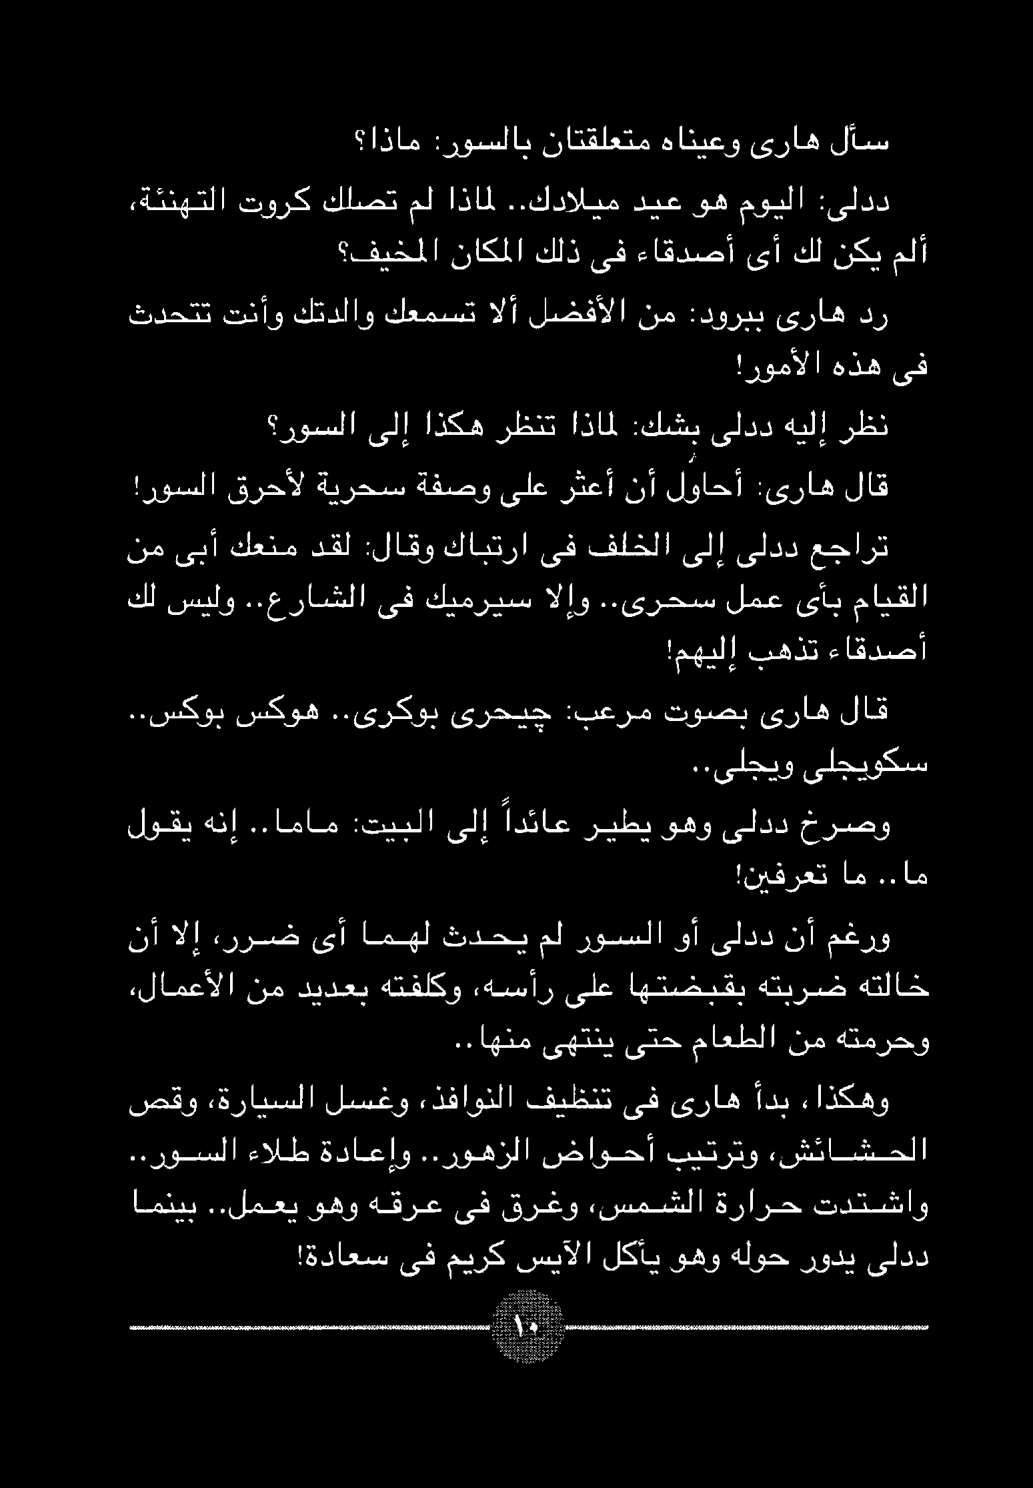 سأل هارى وعيناه متعلقتان بالسور: ماذا؟
ددلى: اليوم هو عيد ميلادك.. لماذا لم تصلك كروت التهنئة،
ألم يكن لك أى أصدقاء فى ذلك المكان المخيف؟
رد هارى ببرود: من الأفضل ألا تسمعك والدتك وأنت تتحدث
فى هذه الأمور!
نظر إليه ددلى بشك: لماذا تنظر هكذا إلى السور؟
قال هارى: أحاول أن أعثر على وصفة سحرية لأحرق السور!
تراجع ددلى إلى الخلف فى ارتباك وقال: لقد منعك أبى من
القيام بأى عمل سحرى.. وإلا سيرميك فى الشارع.. وليس لك
أصدقاء تذهب إليهم!
قال هارى بصوت مرعب: چيحرى بوكرى.. هوكس بوكس..
سكويجلى ويجلى..
وصرخ ددلى وهو يطير عائداً إلى البيت: ماما.. إنه يقول
ما.. ما تعرفين!
ورغم أن ددلى أو السور لم يحدث لهما أى ضرر، إلا أن
خالته ضربته بقبضتها على رأسه، وكلفته بعديد من الأعمال،
وحرمته من الطعام حتى ينتهى منها..
وهكذا، بدأ هارى فى تنظيف النوافذ، وغسل السيارة، وقص
الحشائش، وترتيب أحواض الزهور.. وإعادة طلاء السور..
واشتدت حرارة الشمس، وغرق فى عرقه وهو يعمل.. بينما
ددلى يدور حوله وهو يأكل الآيس كريم فى سعادة!
١٠